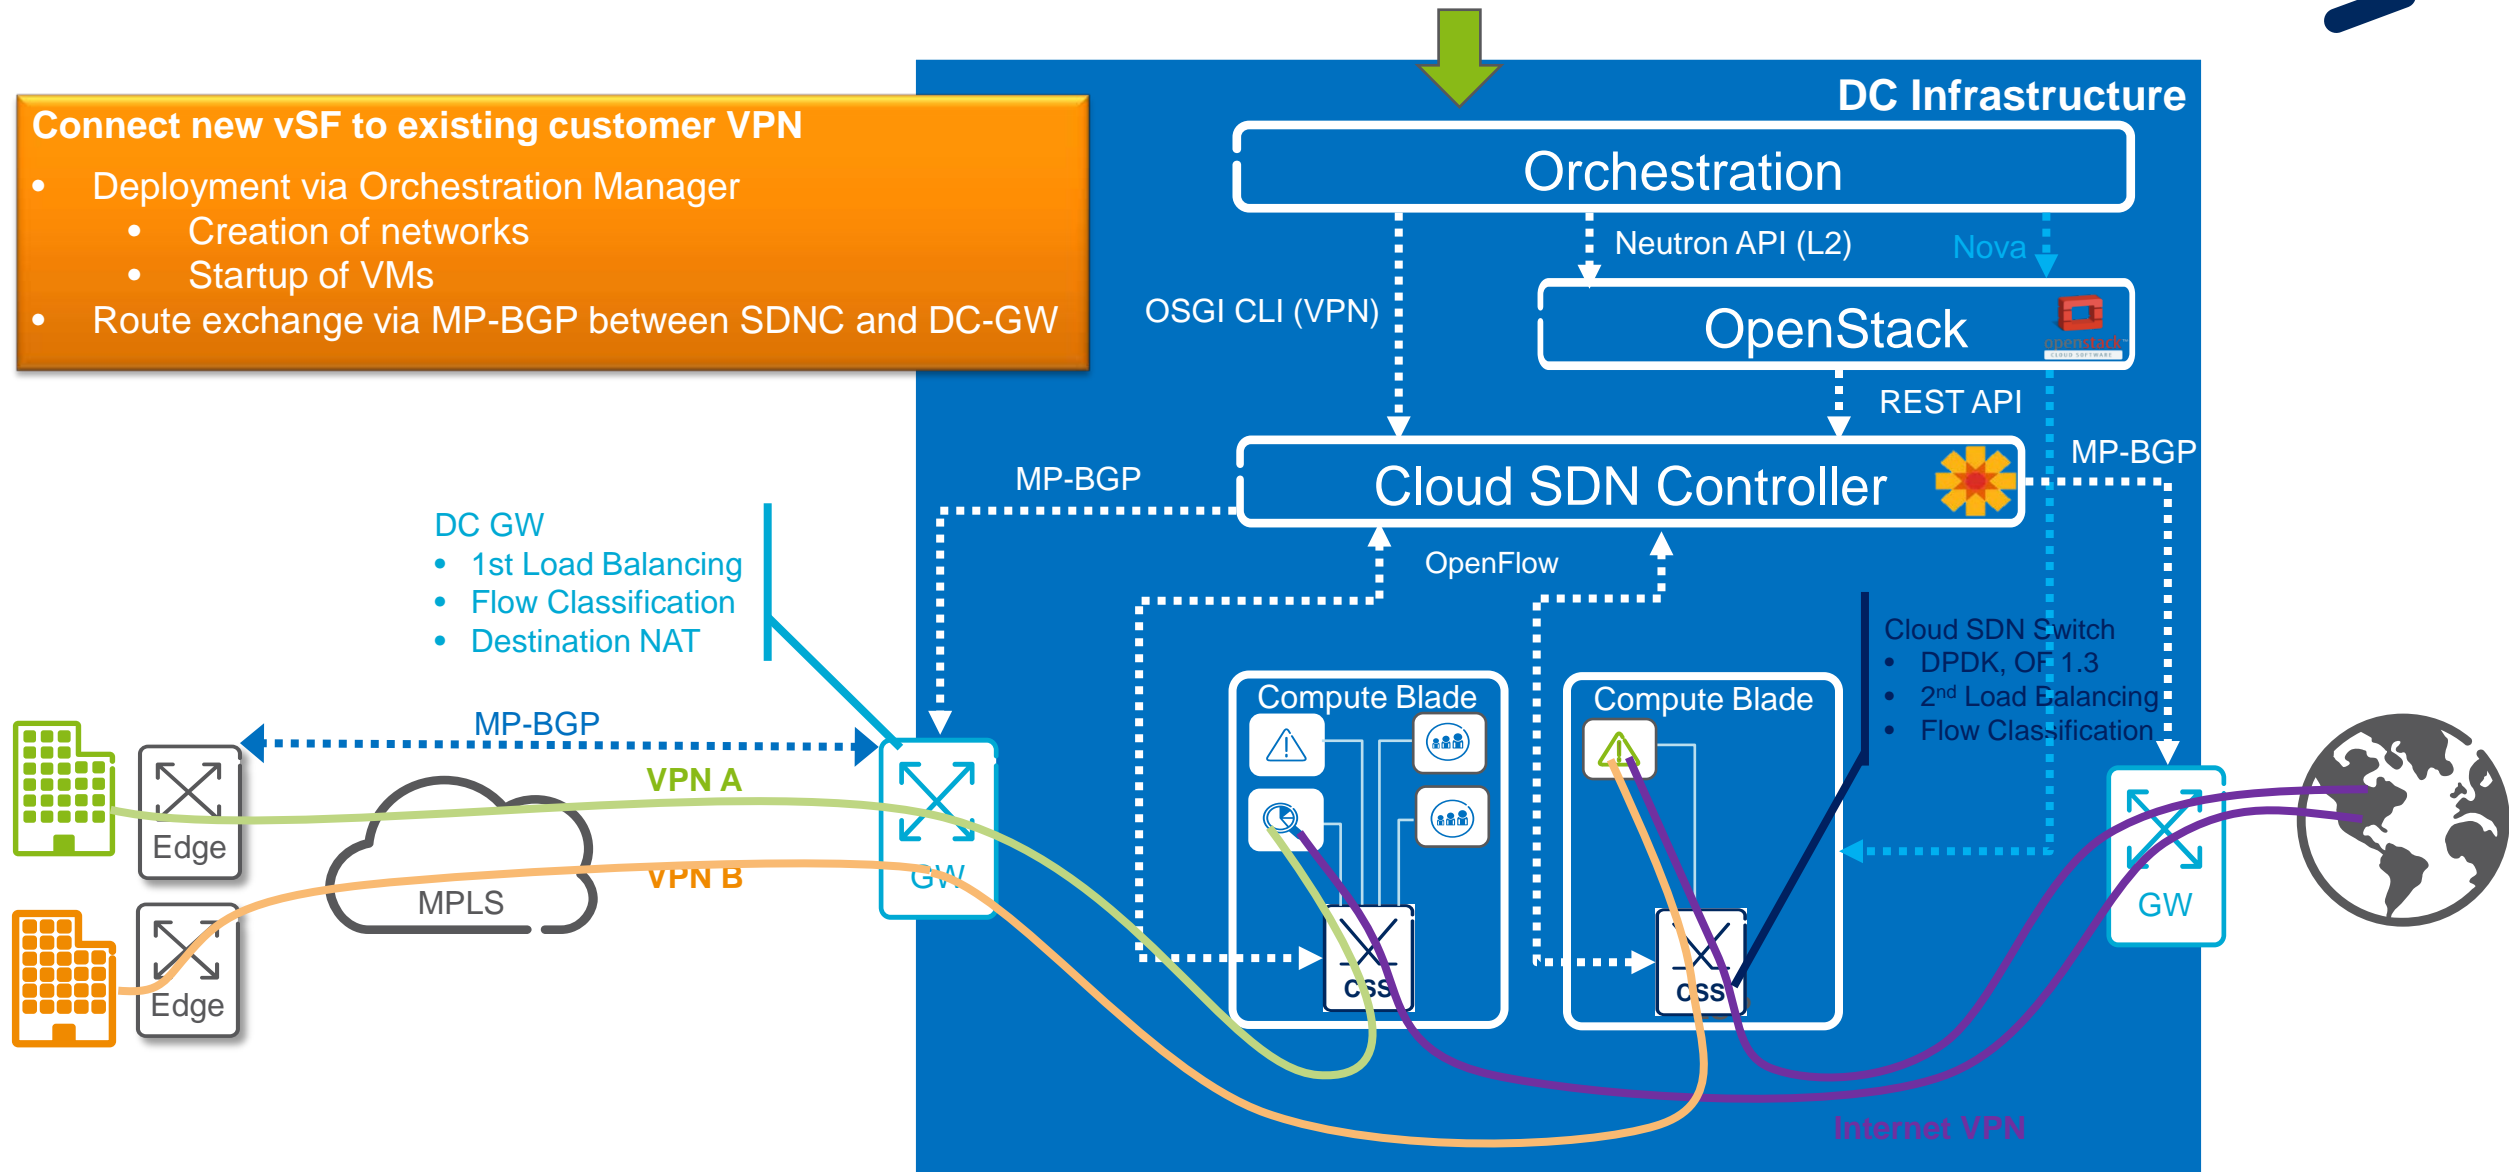 DC Infrastructure
Connect new vSF to existing customer VPN
• Deployment via Orchestration Manager
• Creation of networks
• Startup of VMs
• Route exchange via MP-BGP between SDNC and DC-GW
Orchestration
Neutron API (L2)
Nova
OSGI CLI (VPN)
OpenStack
openstack
CLOUD SOFTWARE
REST API
MP-BGP
Cloud SDN Controller
MP-BGP
DC GW
• 1st Load Balancing
• Flow Classification
• Destination NAT
OpenFlow
Cloud SDN Switch
• DPDK, OF 1.3
• 2nd Load Balancing
• Flow Classification
Compute Blade
Compute Blade
MP-BGP
VPN A
Edge
VPN B
GW
MPLS
GW
CSS
CSS
Edge
Internet VPN